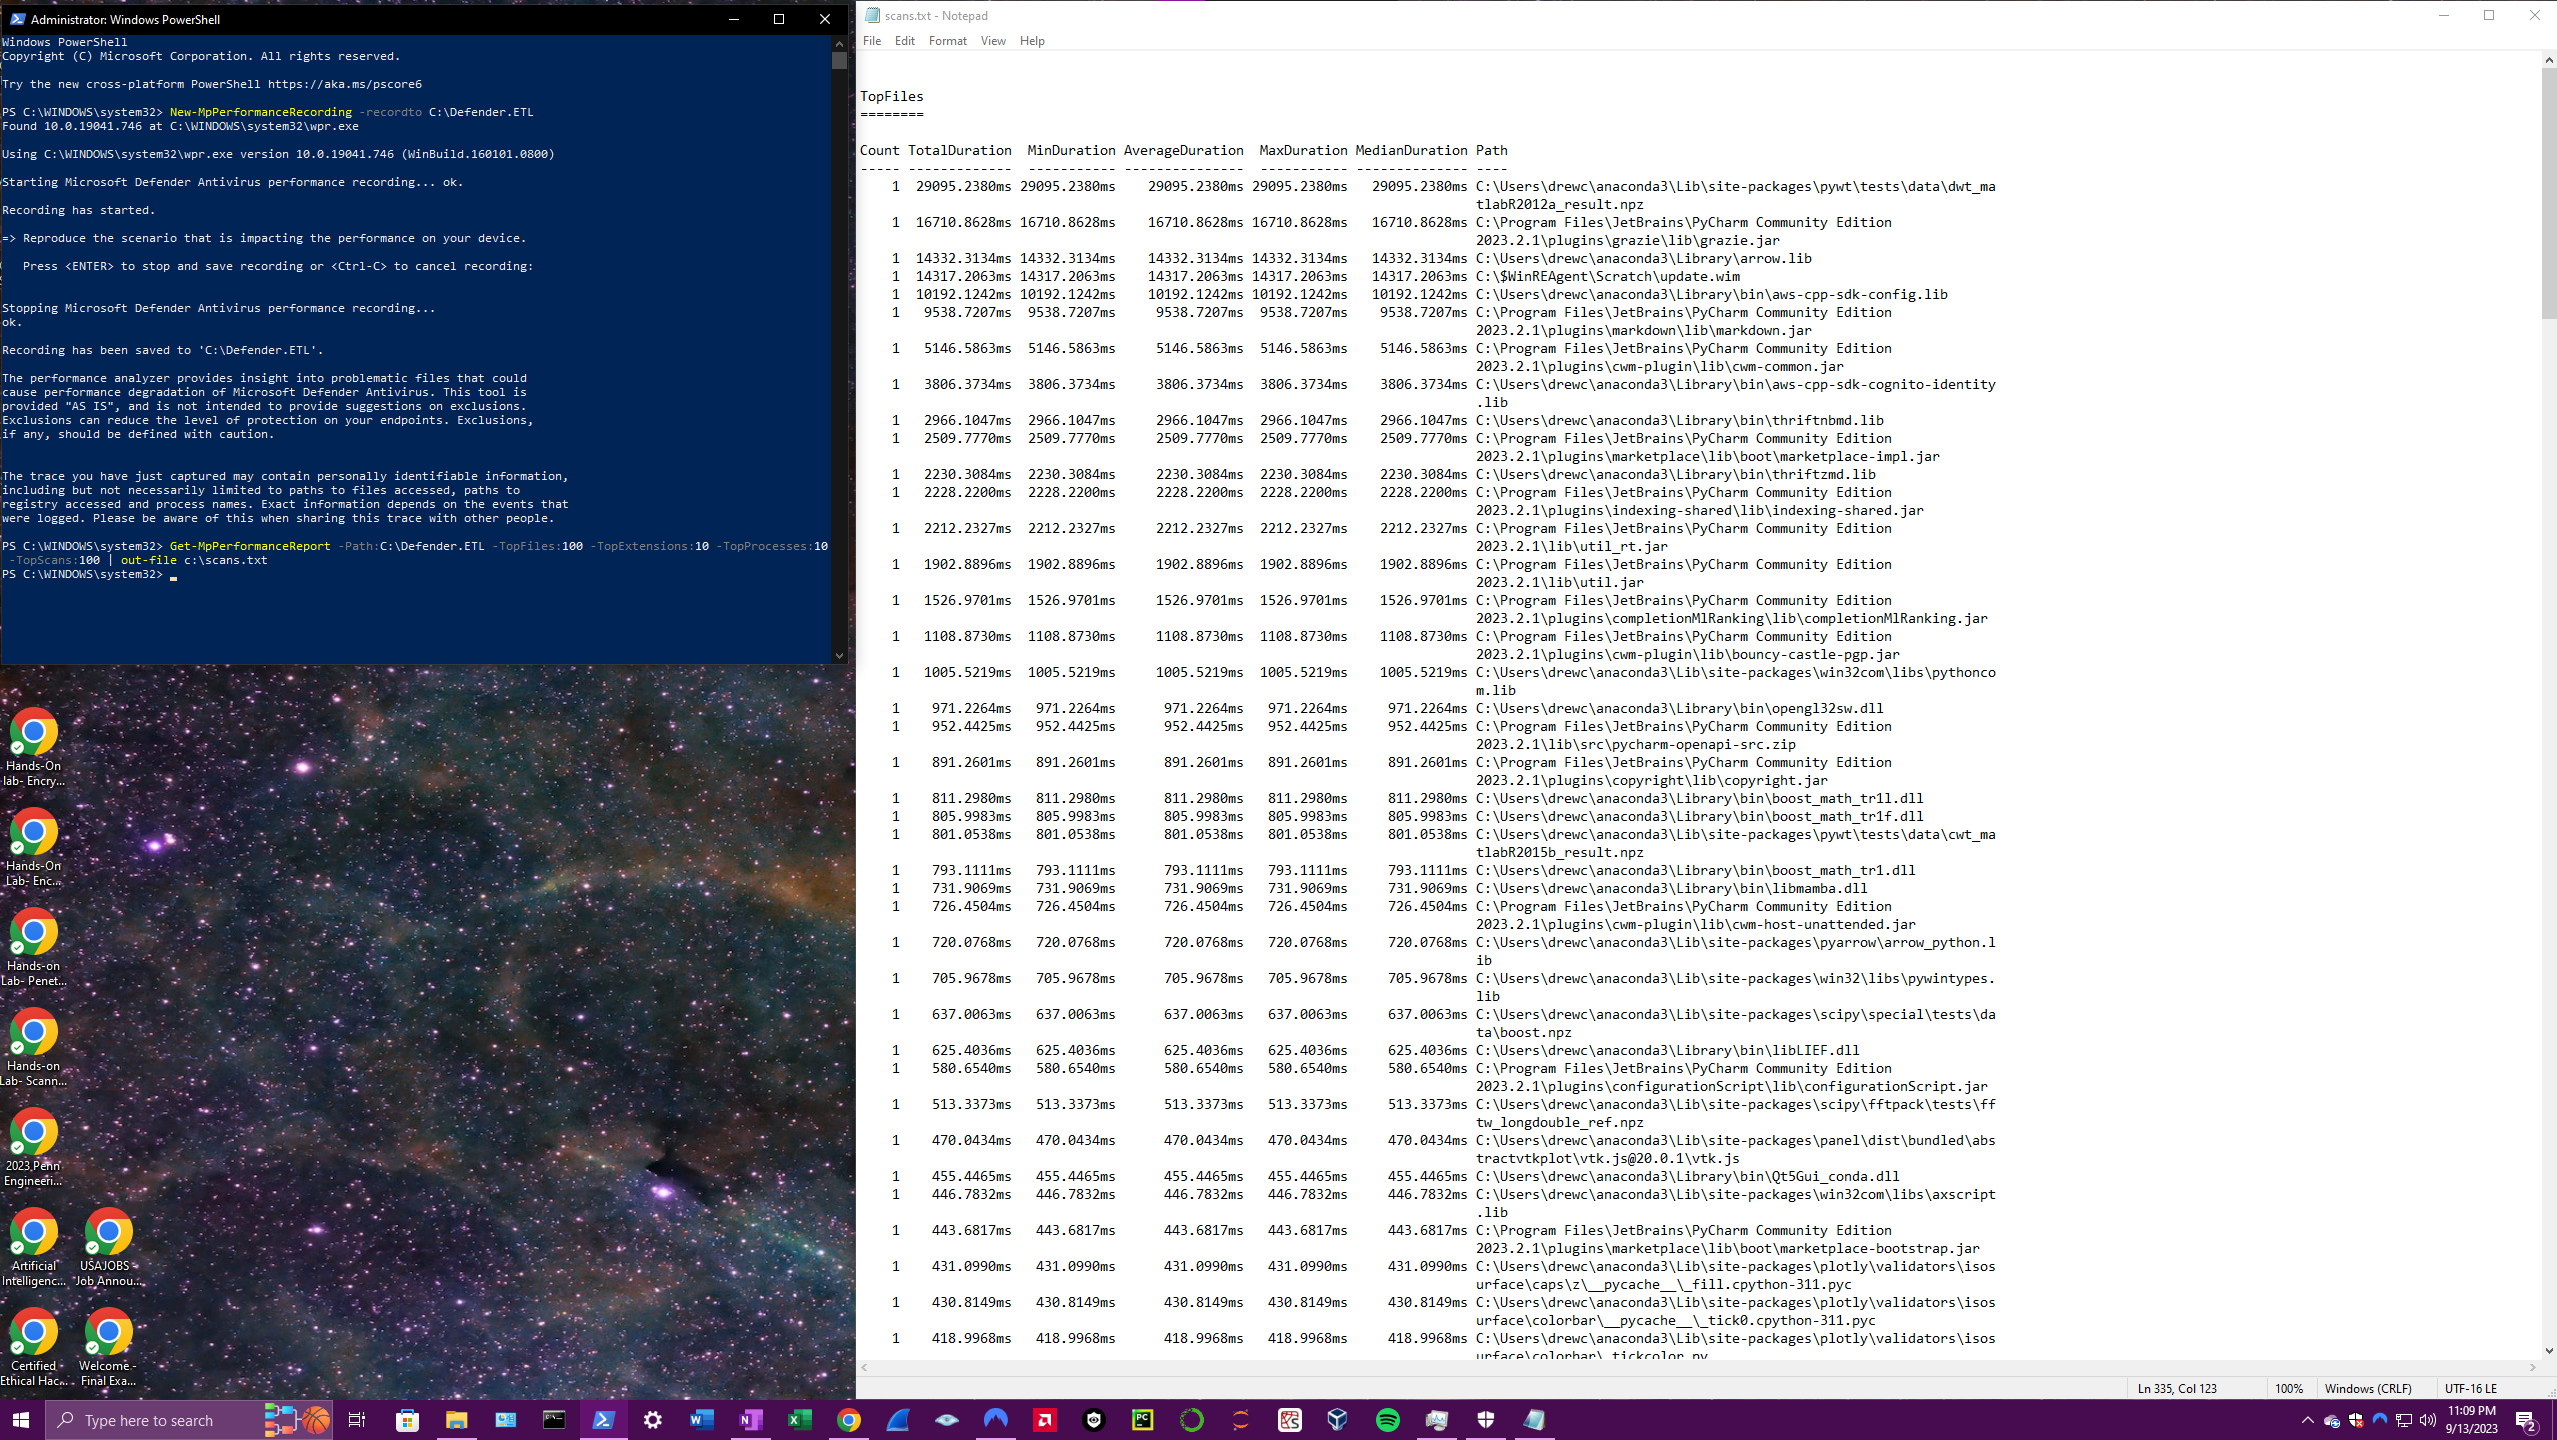 Administrator: Windows PowerShell
Windows PowerShell
Copyright (C) Microsoft Corporation. All rights reserved.
Try the new cross-platform PowerShell https://aka.ms/pscore6
PS C:\WINDOWS\system32> New-MpPerformanceRecording -recordto C:\Defender.ETL
Found 10.0.19041.746 at C:\WINDOWS\system32\wpr.exe
Using C:\WINDOWS\system32\wpr.exe version 10.0.19041.746 (WinBuild.160101.0800)
Starting Microsoft Defender Antivirus performance recording... ok.
Recording has started.
=> Reproduce the scenario that is impacting the performance on your device.
Press <ENTER> to stop and save recording or <Ctrl-C> to cancel recording:
Stopping Microsoft Defender Antivirus performance recording...
ok.
Recording has been saved to 'C:\Defender.ETL'.
The performance analyzer provides insight into problematic files that could
cause performance degradation of Microsoft Defender Antivirus. This tool is
provided "AS IS", and is not intended to provide suggestions on exclusions.
Exclusions can reduce the level of protection on your endpoints. Exclusions,
if any, should be defined with caution.
The trace you have just captured may contain personally identifiable information,
including but not necessarily limited to paths to files accessed, paths to
registry accessed and process names. Exact information depends on the events that
were logged. Please be aware of this when sharing this trace with other people.
PS C:\WINDOWS\system32> Get-MpPerformanceReport -Path:C:\Defender.ETL -TopFiles:100 -TopExtensions:10 -TopProcesses:10
-TopScans:100 | out-file c:\scans.txt
PS C:\WINDOWS\system32>
Hands-On
lab- Encry...
Hands-On
Lab- Enc...
Hands-on
Lab- Penet...
Hands-on
Lab- Scann...
2023 Penn
Engineeri...
Artificial
Intelligenc...
USAJOBS -
Job Annou...
Certified
Ethical Hac...
Welcome -
Final Exa...
scans.txt - Notepad
File Edit Format View Help
TopFiles
========
Count TotalDuration MinDuration AverageDuration MaxDuration MedianDuration Path
----- ------------- ----------- --------------- ----------- -------------- ----
1 29095.2380ms 29095.2380ms 29095.2380ms 29095.2380ms 29095.2380ms C:\Users\drewc\anaconda3\Lib\site-packages\pywt\tests\data\dwt_ma
tlabR2012a_result.npz
1 16710.8628ms 16710.8628ms 16710.8628ms 16710.8628ms 16710.8628ms C:\Program Files\JetBrains\PyCharm Community Edition
2023.2.1\plugins\grazie\lib\grazie.jar
1 14332.3134ms 14332.3134ms 14332.3134ms 14332.3134ms 14332.3134ms C:\Users\drewc\anaconda3\Library\arrow.lib
1 14317.2063ms 14317.2063ms 14317.2063ms 14317.2063ms 14317.2063ms C:\$WinREAgent\Scratch\update.wim
1 10192.1242ms 10192.1242ms 10192.1242ms 10192.1242ms 10192.1242ms C:\Users\drewc\anaconda3\Library\bin\aws-cpp-sdk-config.lib
1 9538.7207ms 9538.7207ms 9538.7207ms 9538.7207ms 9538.7207ms C:\Program Files\JetBrains\PyCharm Community Edition
2023.2.1\plugins\markdown\lib\markdown.jar
1 5146.5863ms 5146.5863ms 5146.5863ms 5146.5863ms 5146.5863ms C:\Program Files\JetBrains\PyCharm Community Edition
2023.2.1\plugins\cwm-plugin\lib\cwm-common.jar
1 3806.3734ms 3806.3734ms 3806.3734ms 3806.3734ms 3806.3734ms C:\Users\drewc\anaconda3\Library\bin\aws-cpp-sdk-cognito-identity
.lib
1 2966.1047ms 2966.1047ms 2966.1047ms 2966.1047ms 2966.1047ms C:\Users\drewc\anaconda3\Library\bin\thriftnbmd.lib
1 2509.7770ms 2509.7770ms 2509.7770ms 2509.7770ms 2509.7770ms C:\Program Files\JetBrains\PyCharm Community Edition
2023.2.1\plugins\marketplace\lib\boot\marketplace-impl.jar
1 2230.3084ms 2230.3084ms 2230.3084ms 2230.3084ms 2230.3084ms C:\Users\drewc\anaconda3\Library\bin\thriftzmd.lib
1 2228.2200ms 2228.2200ms 2228.2200ms 2228.2200ms 2228.2200ms C:\Program Files\JetBrains\PyCharm Community Edition
2023.2.1\plugins\indexing-shared\lib\indexing-shared.jar
1 2212.2327ms 2212.2327ms 2212.2327ms 2212.2327ms 2212.2327ms C:\Program Files\JetBrains\PyCharm Community Edition
2023.2.1\lib\util_rt.jar
1 1902.8896ms 1902.8896ms 1902.8896ms 1902.8896ms 1902.8896ms C:\Program Files\JetBrains\PyCharm Community Edition
2023.2.1\lib\util.jar
1 1526.9701ms 1526.9701ms 1526.9701ms 1526.9701ms 1526.9701ms C:\Program Files\JetBrains\PyCharm Community Edition
2023.2.1\plugins\completionMlRanking\lib\completionMlRanking.jar
1 1108.8730ms 1108.8730ms 1108.8730ms 1108.8730ms 1108.8730ms C:\Program Files\JetBrains\PyCharm Community Edition
2023.2.1\plugins\cwm-plugin\lib\bouncy-castle-pgp.jar
1 1005.5219ms 1005.5219ms 1005.5219ms 1005.5219ms 1005.5219ms C:\Users\drewc\anaconda3\Lib\site-packages\win32com\libs\pythonco
m.lib
1 971.2264ms 971.2264ms 971.2264ms 971.2264ms 971.2264ms C:\Users\drewc\anaconda3\Library\bin\opengl32sw.dll
1 952.4425ms 952.4425ms 952.4425ms 952.4425ms 952.4425ms C:\Program Files\JetBrains\PyCharm Community Edition
2023.2.1\lib\src\pycharm-openapi-src.zip
1 891.2601ms 891.2601ms 891.2601ms 891.2601ms 891.2601ms C:\Program Files\JetBrains\PyCharm Community Edition
2023.2.1\plugins\copyright\lib\copyright.jar
1 811.2980ms 811.2980ms 811.2980ms 811.2980ms 811.2980ms C:\Users\drewc\anaconda3\Library\bin\boost_math_tr1l.dll
1 805.9983ms 805.9983ms 805.9983ms 805.9983ms 805.9983ms C:\Users\drewc\anaconda3\Library\bin\boost_math_tr1f.dll
1 801.0538ms 801.0538ms 801.0538ms 801.0538ms 801.0538ms C:\Users\drewc\anaconda3\Lib\site-packages\pywt\tests\data\cwt_ma
tlabR2015b_result.npz
1 793.1111ms 793.1111ms 793.1111ms 793.1111ms 793.1111ms C:\Users\drewc\anaconda3\Library\bin\boost_math_tr1.dll
1 731.9069ms 731.9069ms 731.9069ms 731.9069ms 731.9069ms C:\Users\drewc\anaconda3\Library\bin\libmamba.dll
1 726.4504ms 726.4504ms 726.4504ms 726.4504ms 726.4504ms C:\Program Files\JetBrains\PyCharm Community Edition
2023.2.1\plugins\cwm-plugin\lib\cwm-host-unattended.jar
1 720.0768ms 720.0768ms 720.0768ms 720.0768ms 720.0768ms C:\Users\drewc\anaconda3\Lib\site-packages\pyarrow\arrow_python.l
ib
1 705.9678ms 705.9678ms 705.9678ms 705.9678ms 705.9678ms C:\Users\drewc\anaconda3\Lib\site-packages\win32\libs\pywintypes.
lib
1 637.0063ms 637.0063ms 637.0063ms 637.0063ms 637.0063ms C:\Users\drewc\anaconda3\Lib\site-packages\scipy\special\tests\da
ta\boost.npz
1 625.4036ms 625.4036ms 625.4036ms 625.4036ms 625.4036ms C:\Users\drewc\anaconda3\Library\bin\libLIEF.dll
1 580.6540ms 580.6540ms 580.6540ms 580.6540ms 580.6540ms C:\Program Files\JetBrains\PyCharm Community Edition
2023.2.1\plugins\configurationScript\lib\configurationScript.jar
1 513.3373ms 513.3373ms 513.3373ms 513.3373ms 513.3373ms C:\Users\drewc\anaconda3\Lib\site-packages\scipy\fftpack\tests\ff
tw_longdouble_ref.npz
1 470.0434ms 470.0434ms 470.0434ms 470.0434ms 470.0434ms C:\Users\drewc\anaconda3\Lib\site-packages\panel\dist\bundled\abs
tractvtkplot\vtk.js@20.0.1\vtk.js
1 455.4465ms 455.4465ms 455.4465ms 455.4465ms 455.4465ms C:\Users\drewc\anaconda3\Library\bin\Qt5Gui_conda.dll
1 446.7832ms 446.7832ms 446.7832ms 446.7832ms 446.7832ms C:\Users\drewc\anaconda3\Lib\site-packages\win32com\libs\axscript
.lib
1 443.6817ms 443.6817ms 443.6817ms 443.6817ms 443.6817ms C:\Program Files\JetBrains\PyCharm Community Edition
2023.2.1\plugins\marketplace\lib\boot\marketplace-bootstrap.jar
1 431.0990ms 431.0990ms 431.0990ms 431.0990ms 431.0990ms C:\Users\drewc\anaconda3\Lib\site-packages\plotly\validators\isos
urface\caps\z\__pycache__\_fill.cpython-311.pyc
1 430.8149ms 430.8149ms 430.8149ms 430.8149ms 430.8149ms C:\Users\drewc\anaconda3\Lib\site-packages\plotly\validators\isos
urface\colorbar\__pycache__\_tick0.cpython-311.pyc
1 418.9968ms 418.9968ms 418.9968ms 418.9968ms 418.9968ms C:\Users\drewc\anaconda3\Lib\site-packages\plotly\validators\isos
urface\colorbar\_tickcolor.py
Ln 335, Col 123 100% Windows (CRLF) UTF-16 LE
Type here to search
11:09 PM
9/13/2023
2